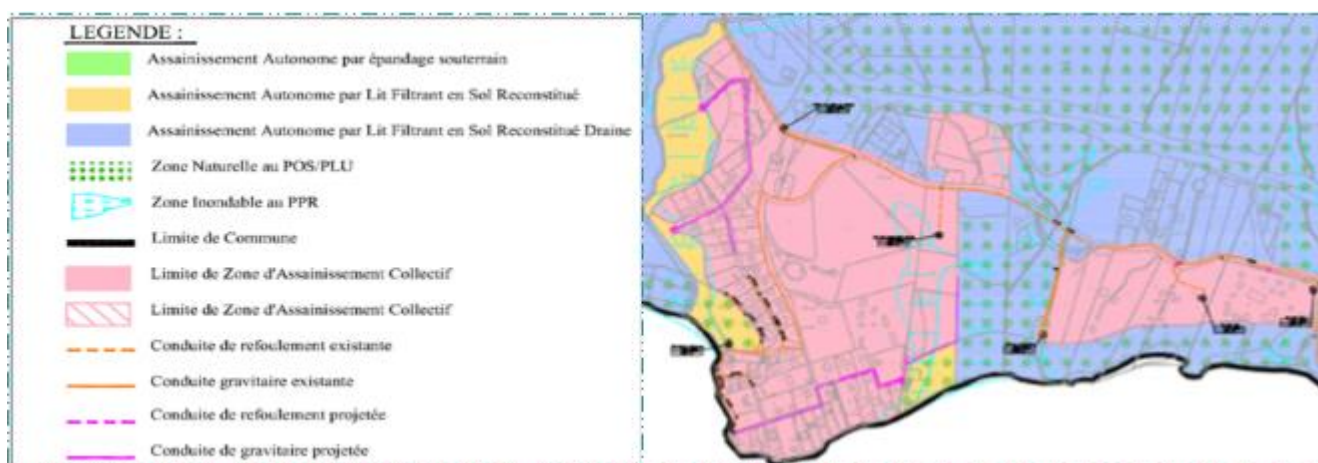 LEGENDE :
Assainissement Autonome par épandage souterrain
Assainissement Autonome par Lit Filtrant en Sol Reconstitué
Assainissement Autonome par Lit Filtrant en Sol Reconstitué Draine
Zone Naturelle au POS/PLU
Zone Inondable au PPR
Limite de Commune
Limite de Zone d'Assainissement Collectif
Limite de Zone d'Assainissement Collectif
Conduite de refoulement existante
Conduite gravitaire existante
Conduite de refoulement projetée
Conduite de gravitaire projetée